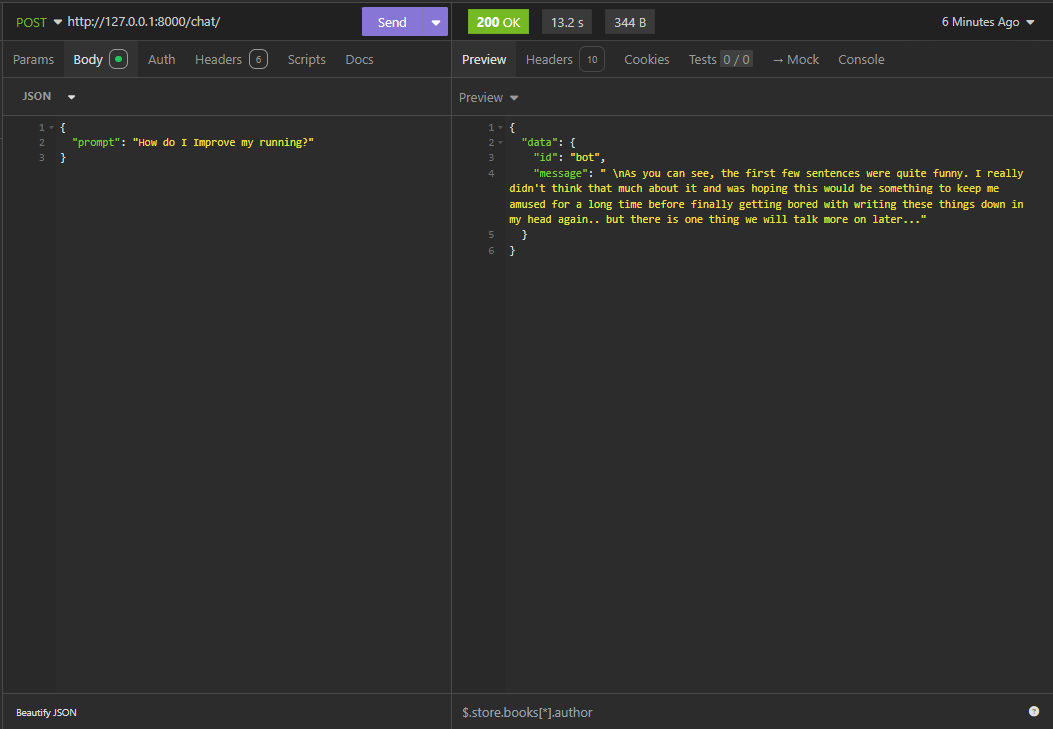 POST http://127.0.0.1:8000/chat/ Send 200 OK 13.2 s 344 B 6 Minutes Ago
Params Body Auth Headers 6 Scripts Docs Preview Headers 10 Cookies Tests 0 / 0 → Mock Console
JSON
Preview
1 {
2 "prompt": "How do I Improve my running?"
3 }
1 {
2 "data": {
3 "id": "bot",
4 "message": " \nAs you can see, the first few sentences were quite funny. I really
didn't think that much about it and was hoping this would be something to keep me
amused for a long time before finally getting bored with writing these things down in
my head again.. but there is one thing we will talk more on later..."
5 }
6 }
Beautify JSON
$.store.books[*].author
?